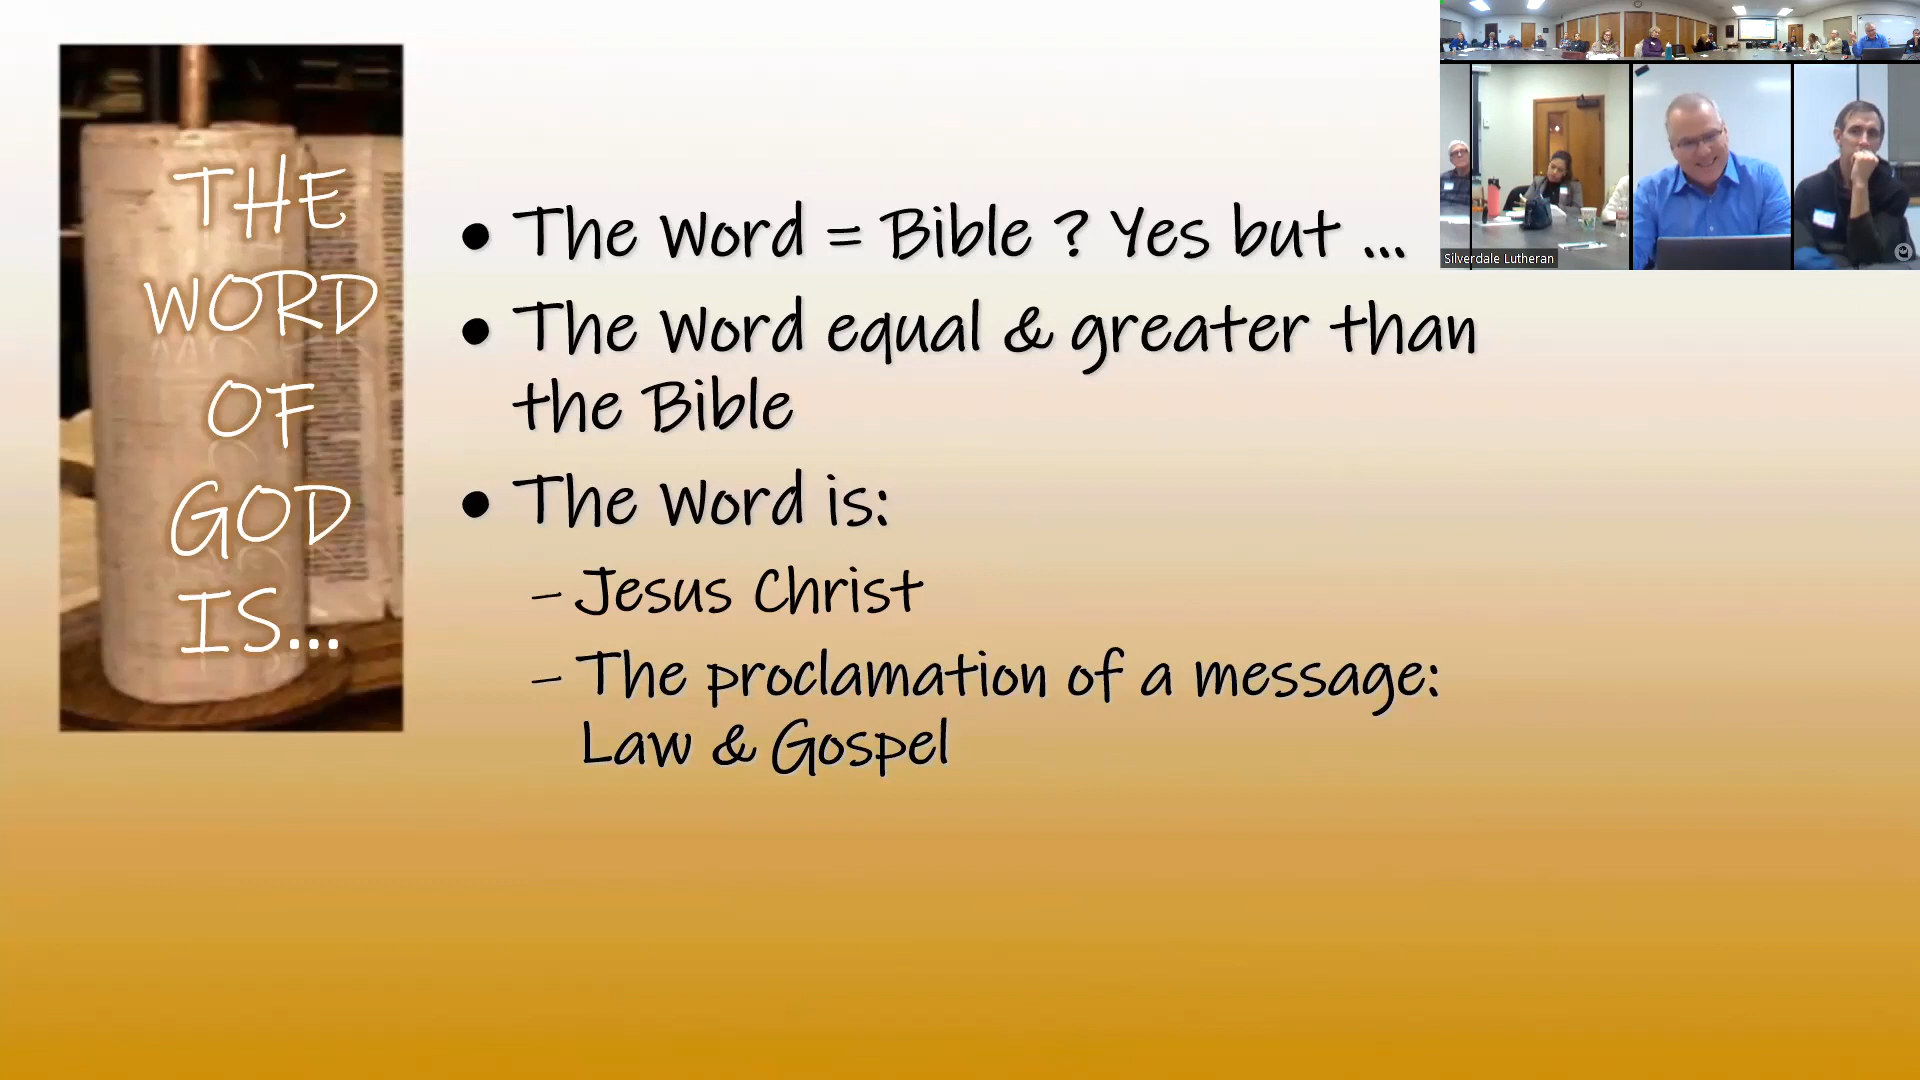 THE
WORD
OF
GOD
IS...
• The Word = Bible ? Yes but ...
• The Word equal & greater than
the Bible
• The Word is:
– Jesus Christ
– The proclamation of a message:
Law & Gospel
Silverdale Lutheran